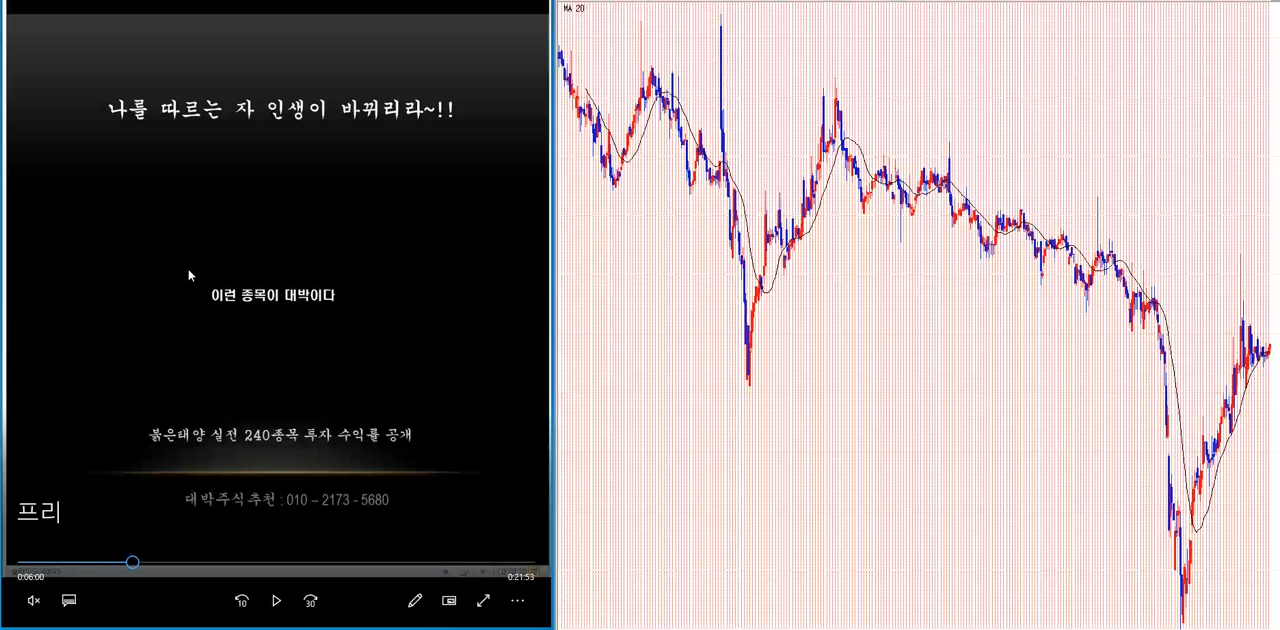 나를 따르는 자 인생이 바꿔리라~!!
이런 종목이 대박이다
붉은태양 실전 240종목 투자 수익률 공개
대박주식추천 : 010 – 2173 - 5680
프리
0:06:00
0:21:53
10
30
MA 20